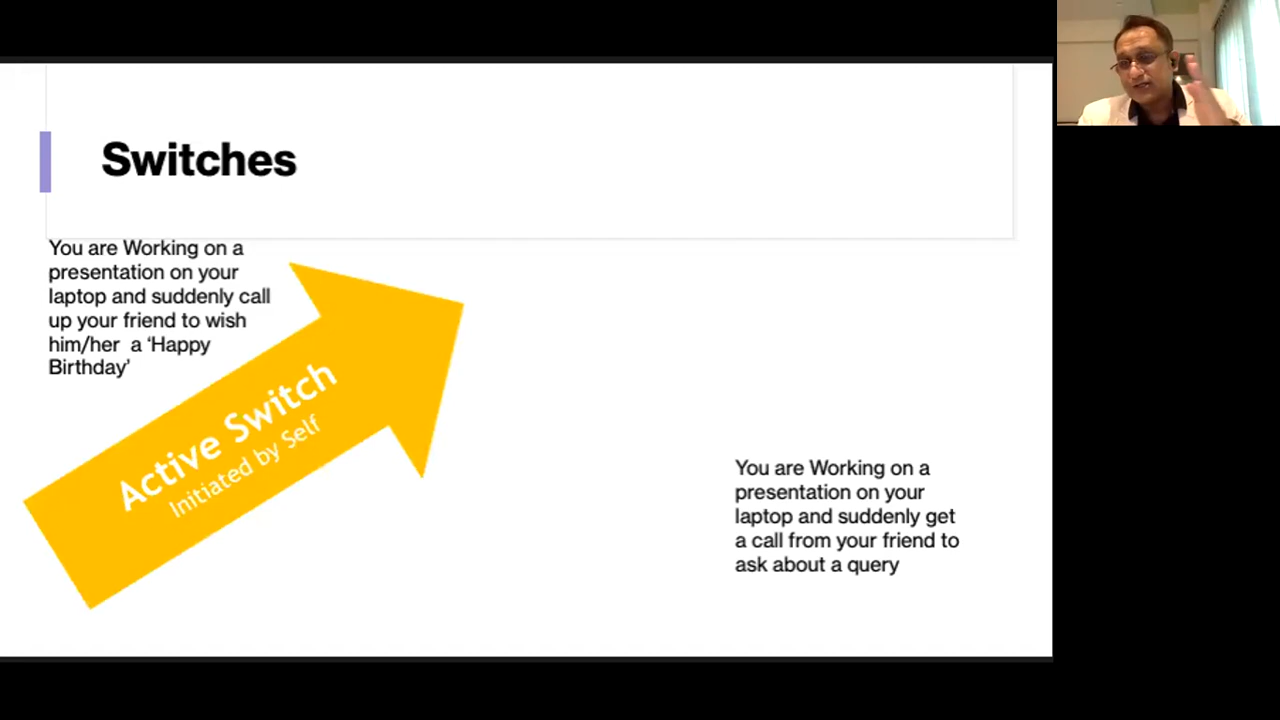 Switches
You are Working on a
presentation on your
laptop and suddenly call
up your friend to wish
him/her  a ‘Happy
Birthday’
Active Switch
Initiated by Self
You are Working on a
presentation on your
laptop and suddenly get
a call from your friend to
ask about a query